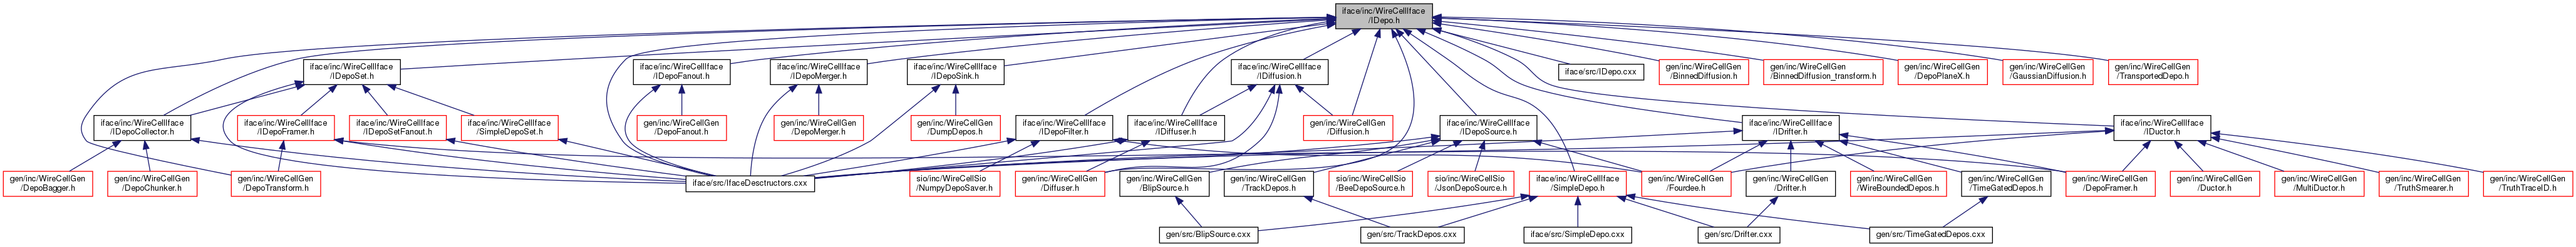 iface/inc/WireCellIface
/IDepo.h
iface/inc/WireCellIface
/IDepoSet.h
iface/inc/WireCellIface
/IDepoFanout.h
iface/inc/WireCellIface
/IDepoMerger.h
iface/inc/WireCellIface
/IDepoSink.h
iface/inc/WireCellIface
/IDiffusion.h
iface/src/IDepo.cxx
gen/inc/WireCellGen
/BinnedDiffusion.h
gen/inc/WireCellGen
/BinnedDiffusion_transform.h
gen/inc/WireCellGen
/DepoPlaneX.h
gen/inc/WireCellGen
/GaussianDiffusion.h
gen/inc/WireCellGen
/TransportedDepo.h
iface/inc/WireCellIface
/IDepoCollector.h
iface/inc/WireCellIface
/IDepoFramer.h
iface/inc/WireCellIface
/IDepoSetFanout.h
iface/inc/WireCellIface
/SimpleDepoSet.h
gen/inc/WireCellGen
/DepoFanout.h
gen/inc/WireCellGen
/DepoMerger.h
gen/inc/WireCellGen
/DumpDepos.h
iface/inc/WireCellIface
/IDepoFilter.h
iface/inc/WireCellIface
/IDiffuser.h
gen/inc/WireCellGen
/Diffusion.h
iface/inc/WireCellIface
/IDepoSource.h
iface/inc/WireCellIface
/IDrifter.h
iface/inc/WireCellIface
/IDuctor.h
gen/inc/WireCellGen
/DepoBagger.h
gen/inc/WireCellGen
/DepoChunker.h
gen/inc/WireCellGen
/DepoTransform.h
iface/src/IfaceDesctructors.cxx
sio/inc/WireCellSio
/NumpyDepoSaver.h
gen/inc/WireCellGen
/Diffuser.h
gen/inc/WireCellGen
/BlipSource.h
gen/inc/WireCellGen
/TrackDepos.h
sio/inc/WireCellSio
/BeeDepoSource.h
sio/inc/WireCellSio
/JsonDepoSource.h
iface/inc/WireCellIface
/SimpleDepo.h
gen/inc/WireCellGen
/Fourdee.h
gen/inc/WireCellGen
/Drifter.h
gen/inc/WireCellGen
/WireBoundedDepos.h
gen/inc/WireCellGen
/TimeGatedDepos.h
gen/inc/WireCellGen
/DepoFramer.h
gen/inc/WireCellGen
/Ductor.h
gen/inc/WireCellGen
/MultiDuctor.h
gen/inc/WireCellGen
/TruthSmearer.h
gen/inc/WireCellGen
/TruthTraceID.h
gen/src/BlipSource.cxx
gen/src/TrackDepos.cxx
iface/src/SimpleDepo.cxx
gen/src/Drifter.cxx
gen/src/TimeGatedDepos.cxx